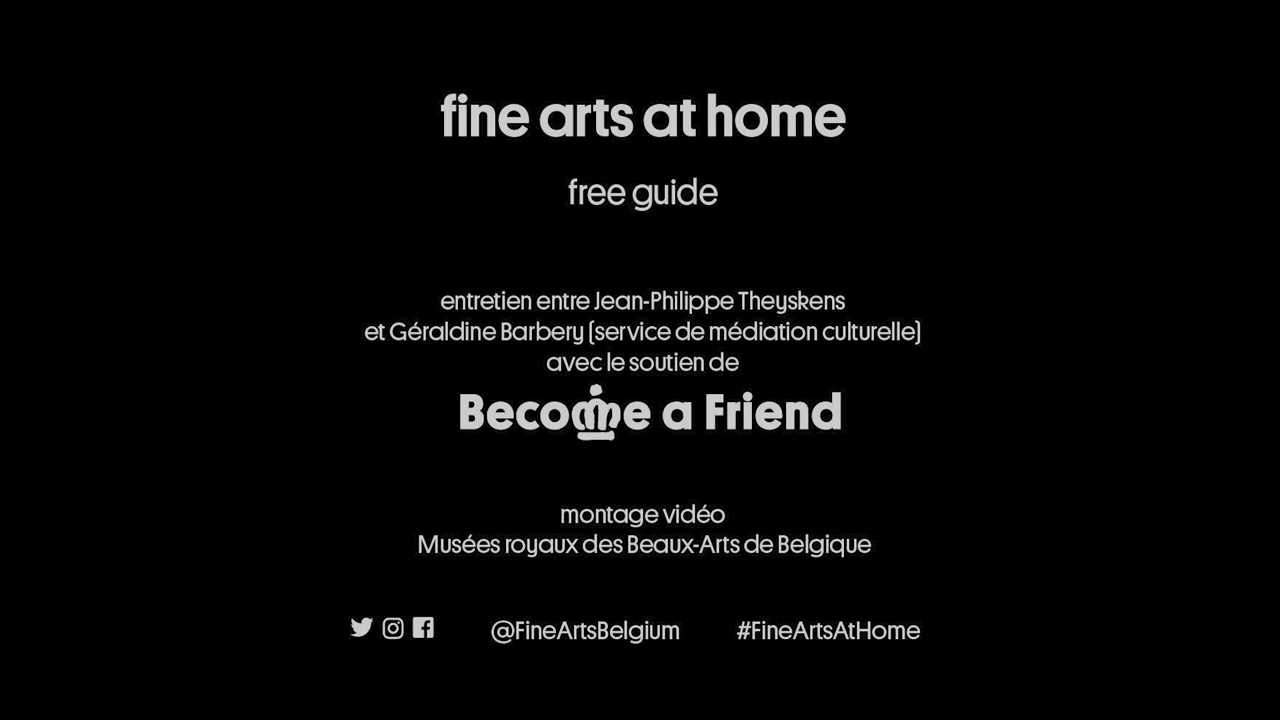 fine arts at home
free guide
entretien entre Jean-Philippe Theyskens
et Géraldine Barbery (service de médiation culturelle)
avec le soutien de
Become a Friend
montage vidéo
Musées royaux des Beaux-Arts de Belgique
@FineArtsBelgium #FineArtsAtHome